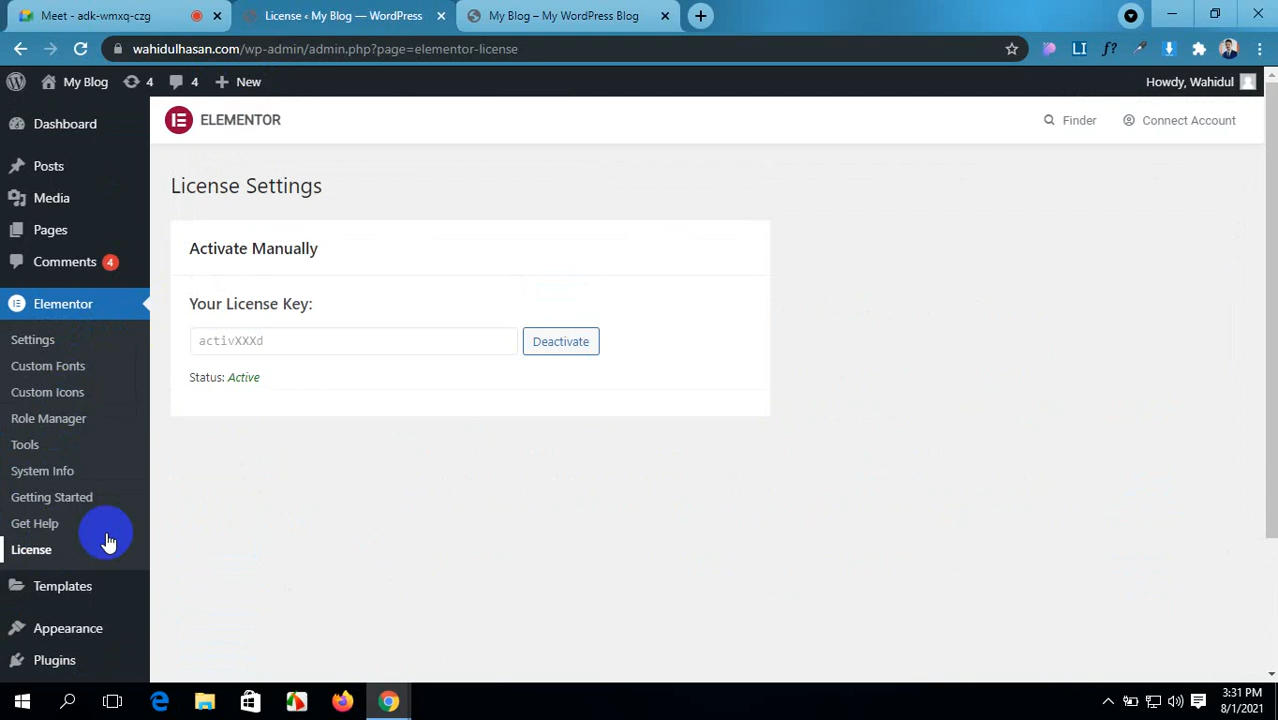 Meet - adk-wmxq-czg
License ‹ My Blog — WordPress
My Blog – My WordPress Blog
wahidulhasan.com/wp-admin/admin.php?page=elementor-license
My Blog
4
4
New
Howdy, Wahidul
Dashboard
Posts
Media
Pages
Comments 4
Elementor
Settings
Custom Fonts
Custom Icons
Role Manager
Tools
System Info
Getting Started
Get Help
License
Templates
Appearance
Plugins
ELEMENTOR
Finder
Connect Account
License Settings
Activate Manually
Your License Key:
activXXXd
Deactivate
Status: Active
3:31 PM
8/1/2021